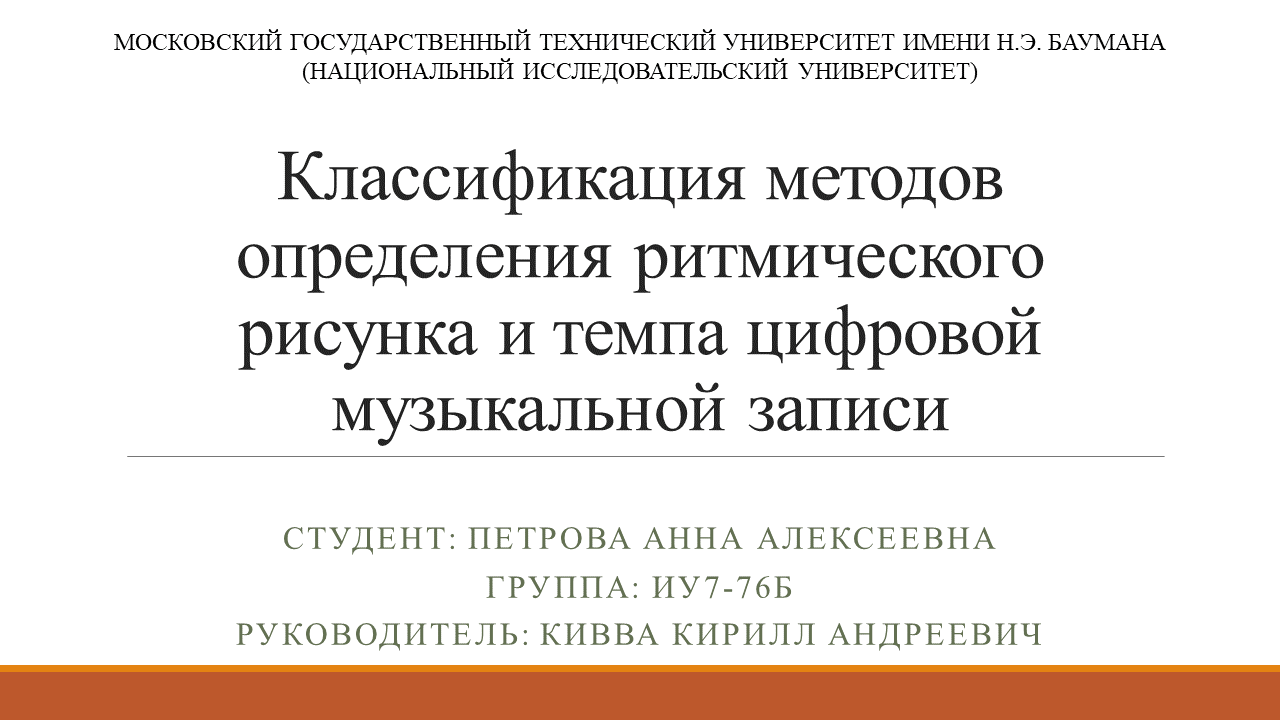 МОСКОВСКИЙ ГОСУДАРСТВЕННЫЙ ТЕХНИЧЕСКИЙ УНИВЕРСИТЕТ ИМЕНИ Н.Э. БАУМАНА
(НАЦИОНАЛЬНЫЙ ИССЛЕДОВАТЕЛЬСКИЙ УНИВЕРСИТЕТ)
Классификация методов
определения ритмического
рисунка и темпа цифровой
музыкальной записи
СТУДЕНТ: ПЕТРОВА АННА АЛЕКСЕЕВНА
ГРУППА: ИУ7-76Б
РУКОВОДИТЕЛЬ: КИВВА КИРИЛЛ АНДРЕЕВИЧ